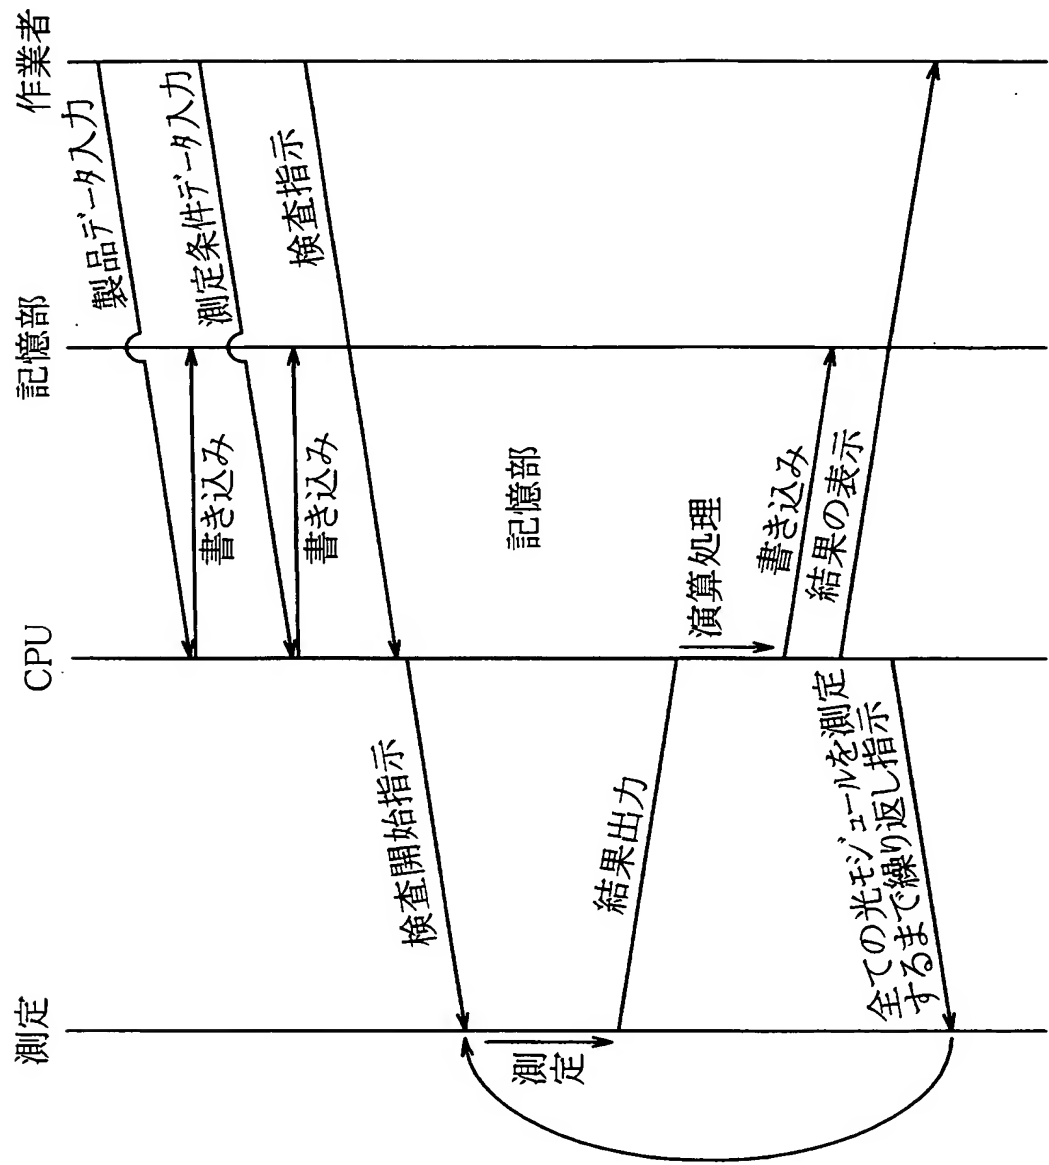 測定
CPU
記憶部
作業者
製品データ入力
書き込み
測定条件データ入力
書き込み
検査指示
検査開始指示
測定
記憶部
結果出力
演算処理
書き込み
結果の表示
全ての光モジュールを測定
するまで繰り返し指示